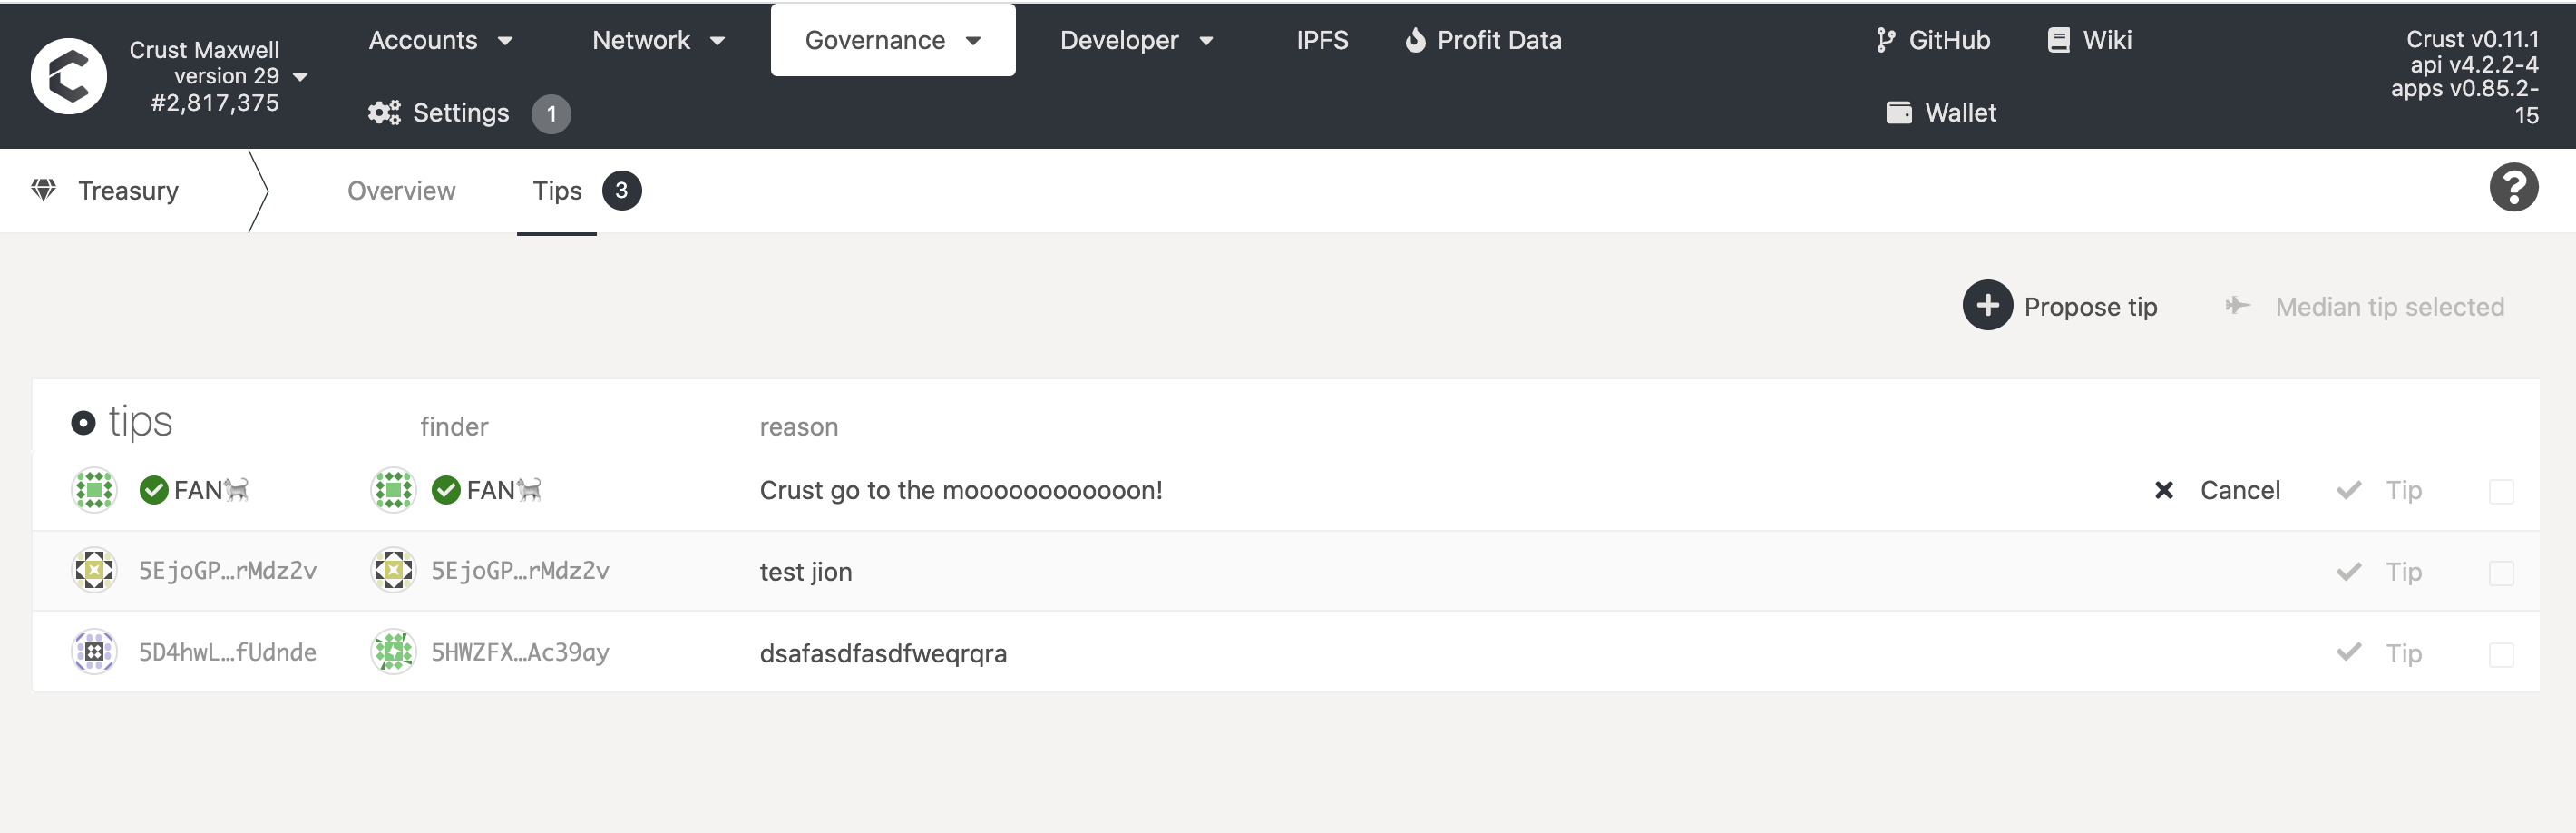 Crust Maxwell
version 29
#2,817,375
Accounts
Network
Governance
Developer
IPFS
Profit Data
GitHub
Wiki
Settings 1
Wallet
Crust v0.11.1
api v4.2.2-4
apps v0.85.2-
15
Treasury
Overview
Tips 3
Propose tip
Median tip selected
tips finder reason
FAN🐈 FAN🐈 Crust go to the mooooooooooooon! Cancel Tip
5EjoGP…rMdz2v 5EjoGP…rMdz2v test jion Tip
5D4hwL…fUdnde 5HWZFX…Ac39ay dsafasdfasdfweqrqra Tip